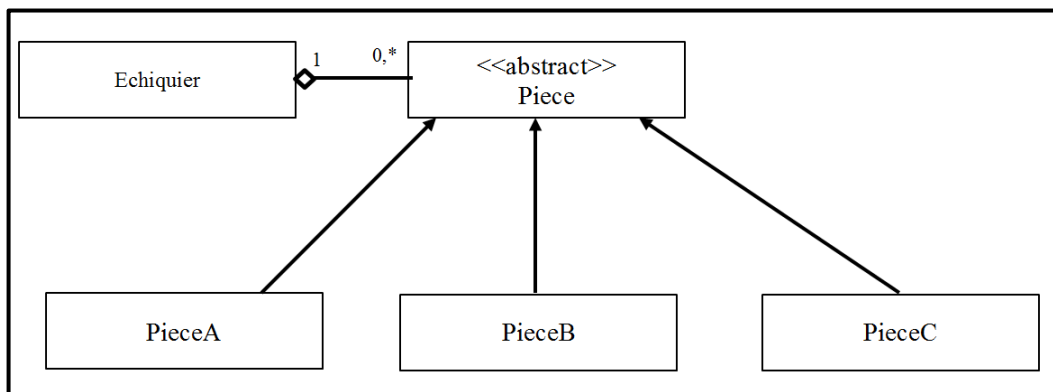 Echiquier
1
0,*
<<abstract>>
Piece
PieceA
PieceB
PieceC